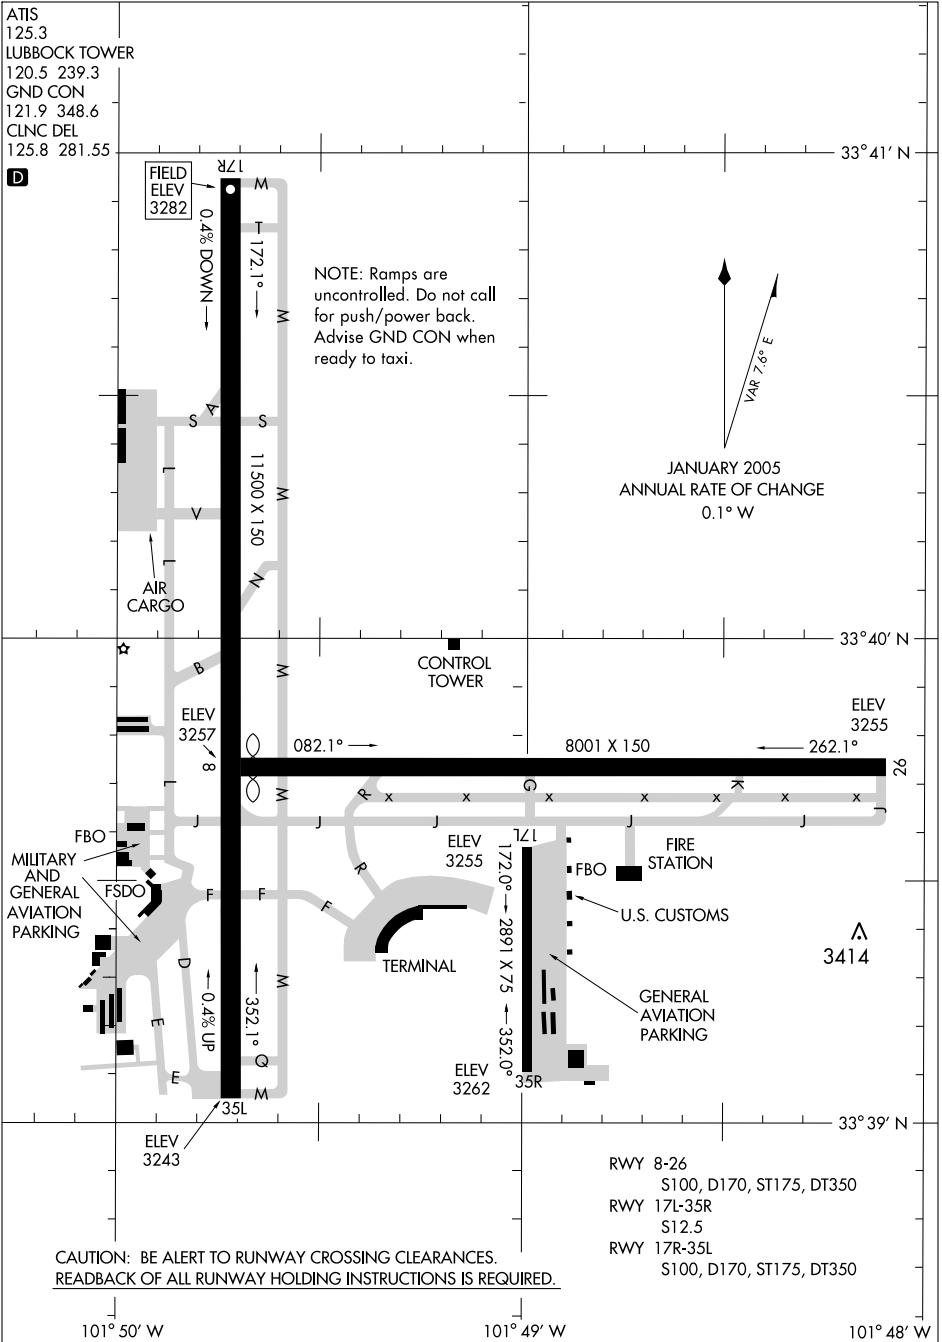 ATIS
125.3
LUBBOCK TOWER
120.5 239.3
GND CON
121.9 348.6
CLNC DEL
125.8 281.55
D
33°41' N
FIELD
ELEV
3282
17R
M
T
0.4% DOWN
172.1°
M
NOTE: Ramps are
uncontrolled. Do not call
for push/power back.
Advise GND CON when
ready to taxi.
VAR 7.6° E
JANUARY 2005
ANNUAL RATE OF CHANGE
0.1° W
A
S
S
L
11500 X 150
M
V
L
N
AIR
CARGO
33°40' N
B
M
CONTROL
TOWER
ELEV
3257
8
082.1°
8001 X 150
262.1°
ELEV
3255
26
L
M
R
G
K
J
x
x
x
x
x
x
x
J
J
J
J
J
17L
ELEV
3255
FBO
MILITARY
AND
GENERAL
AVIATION
PARKING
FSDO
F
F
F
R
172.0°
2891 X 75
352.0°
FBO
FIRE
STATION
U.S. CUSTOMS
3414
TERMINAL
D
M
E
0.4% UP
352.1°
GENERAL
AVIATION
PARKING
Q
E
M
35L
ELEV
3262
35R
33°39' N
ELEV
3243
RWY 8-26
S100, D170, ST175, DT350
RWY 17L-35R
S12.5
RWY 17R-35L
S100, D170, ST175, DT350
CAUTION: BE ALERT TO RUNWAY CROSSING CLEARANCES.
READBACK OF ALL RUNWAY HOLDING INSTRUCTIONS IS REQUIRED.
101°50' W
101°49' W
101°48' W